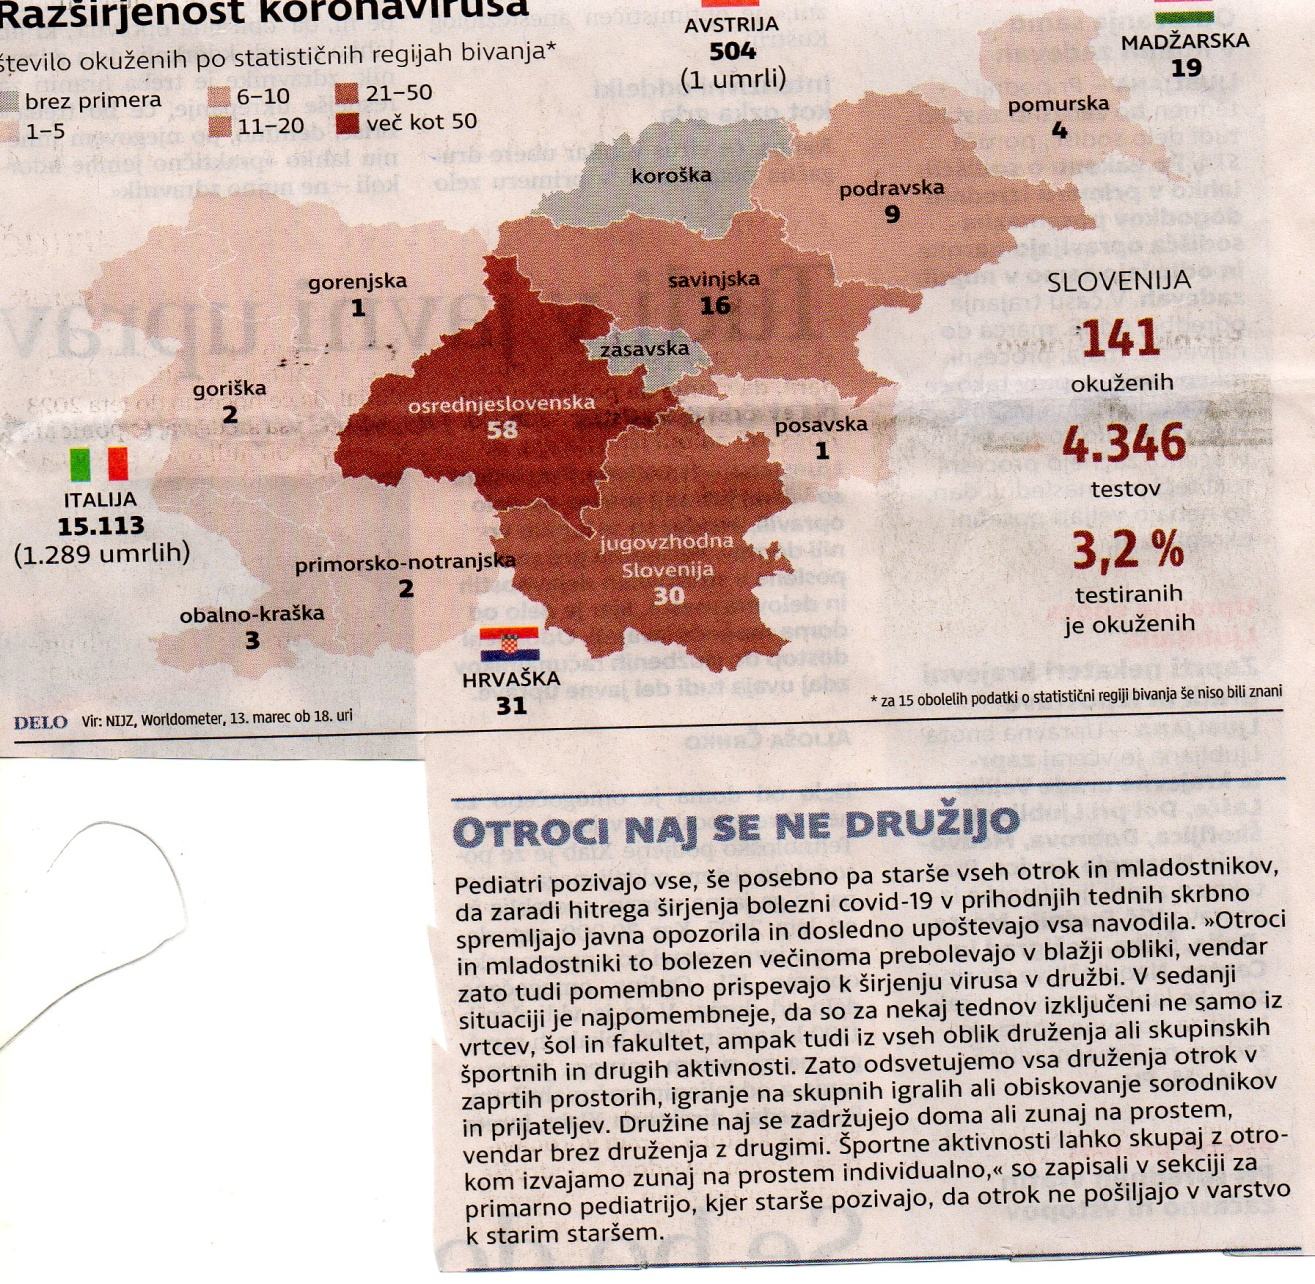 Razširjenost koronavirusa
število okuženih po statističnih regijah bivanja*
brez primera
6–10
21–50
1–5
11–20
več kot 50
AVSTRIJA
504
(1 umrli)
MADŽARSKA
19
pomurska
4
koroška
podravska
9
gorenjska
1
savinjska
16
SLOVENIJA
141
okuženih
4.346
testov
3,2 %
testiranih
je okuženih
zasavska
goriška
2
osrednjeslovenska
58
posavska
1
ITALIJA
15.113
(1.289 umrlih)
jugovzhodna
Slovenija
30
primorsko-notranjska
2
obalno-kraška
3
HRVAŠKA
31
* za 15 obolelih podatki o statistični regiji bivanja še niso bili znani
DELO Vir: NIJZ, Worldometer, 13. marec ob 18. uri
OTROCI NAJ SE NE DRUŽIJO
Pediatri pozivajo vse, še posebno pa starše vseh otrok in mladostnikov,
da zaradi hitrega širjenja bolezni covid-19 v prihodnjih tednih skrbno
spremljajo javna opozorila in dosledno upoštevajo vsa navodila. »Otroci
in mladostniki to bolezen večinoma prebolevajo v blažji obliki, vendar
zato tudi pomembno prispevajo k širjenju virusa v družbi. V sedanji
situaciji je najpomembneje, da so za nekaj tednov izključeni ne samo iz
vrtcev, šol in fakultet, ampak tudi iz vseh oblik druženja ali skupinskih
športnih in drugih aktivnosti. Zato odsvetujemo vsa druženja otrok v
zaprtih prostorih, igranje na skupnih igralih ali obiskovanje sorodnikov
in prijateljev. Družine naj se zadržujejo doma ali zunaj na prostem,
vendar brez druženja z drugimi. Športne aktivnosti lahko skupaj z otro-
kom izvajamo zunaj na prostem individualno,« so zapisali v sekciji za
primarno pediatrijo, kjer starše pozivajo, da otrok ne pošiljajo v varstvo
k starim staršem.